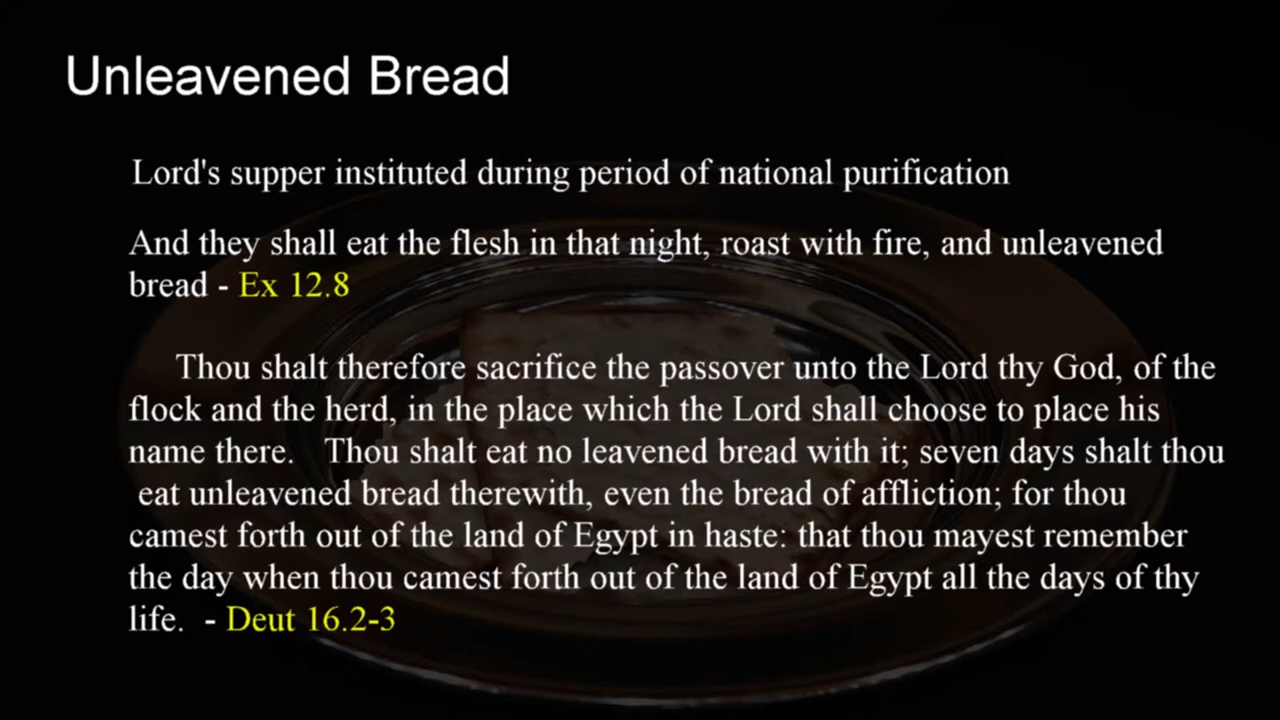 Unleavened Bread
Lord's supper instituted during period of national purification
And they shall eat the flesh in that night, roast with fire, and unleavened
bread - Ex 12.8
Thou shalt therefore sacrifice the passover unto the Lord thy God, of the
flock and the herd, in the place which the Lord shall choose to place his
name there. Thou shalt eat no leavened bread with it; seven days shalt thou
eat unleavened bread therewith, even the bread of affliction; for thou
camest forth out of the land of Egypt in haste: that thou mayest remember
the day when thou camest forth out of the land of Egypt all the days of thy
life. - Deut 16.2-3